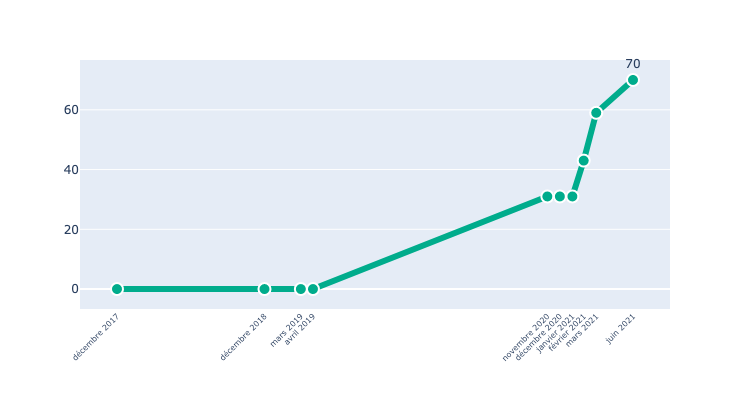 70
60
40
20
0
décembre 2017
décembre 2018
mars 2019
avril 2019
novembre 2020
décembre 2020
janvier 2021
février 2021
mars 2021
juin 2021